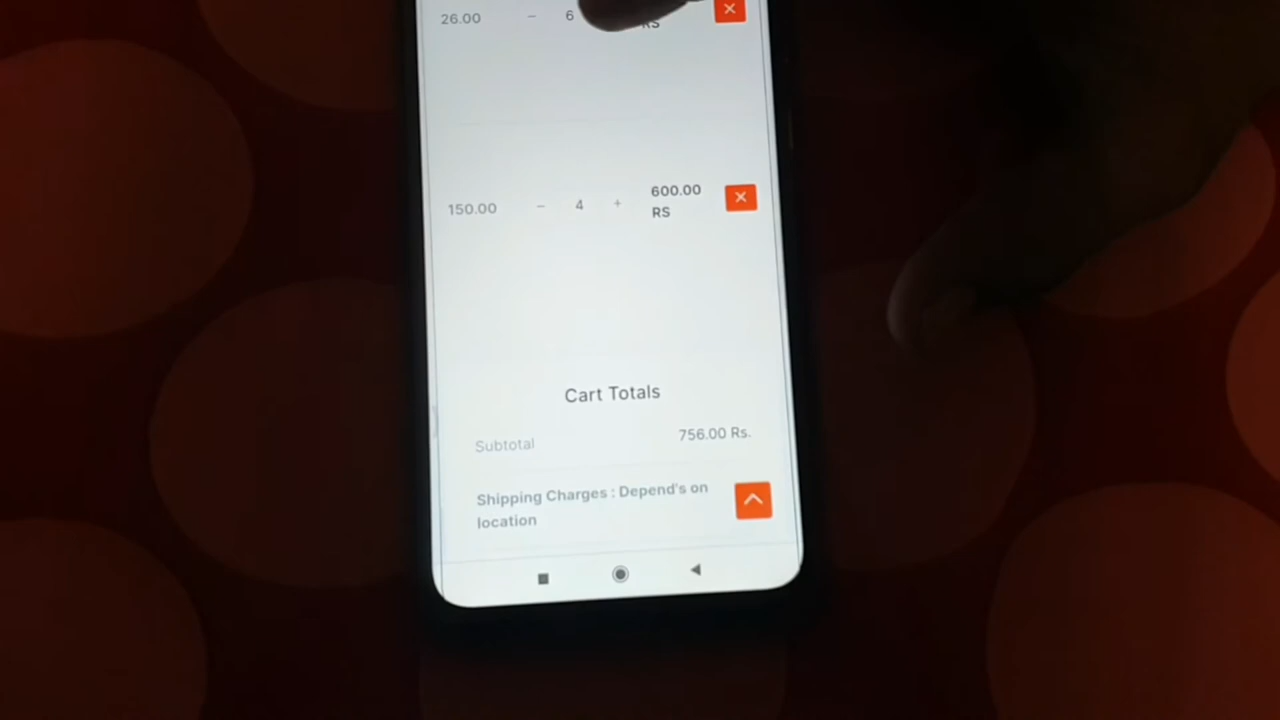 26.00 – 6 RS ×
150.00 – 4 + 600.00 RS ×
Cart Totals
Subtotal 756.00 Rs.
Shipping Charges : Depend's on
location